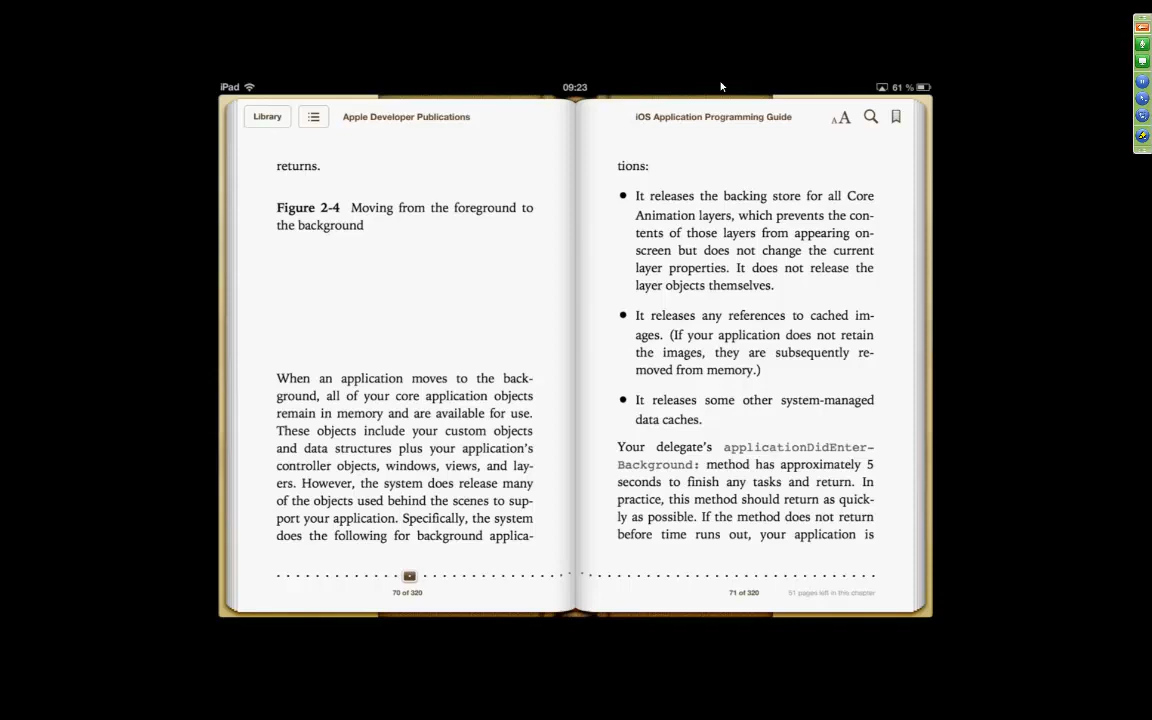 iPad
09:23
61 %
Library
Apple Developer Publications
iOS Application Programming Guide
AA
returns.
Figure 2-4 Moving from the foreground to
the background
When an application moves to the back-
ground, all of your core application objects
remain in memory and are available for use.
These objects include your custom objects
and data structures plus your application’s
controller objects, windows, views, and lay-
ers. However, the system does release many
of the objects used behind the scenes to sup-
port your application. Specifically, the system
does the following for background applica-
70 of 320
tions:
● It releases the backing store for all Core
Animation layers, which prevents the con-
tents of those layers from appearing on-
screen but does not change the current
layer properties. It does not release the
layer objects themselves.
● It releases any references to cached im-
ages. (If your application does not retain
the images, they are subsequently re-
moved from memory.)
● It releases some other system-managed
data caches.
Your delegate’s applicationDidEnter-
Background: method has approximately 5
seconds to finish any tasks and return. In
practice, this method should return as quick-
ly as possible. If the method does not return
before time runs out, your application is
71 of 320
51 pages left in this chapter